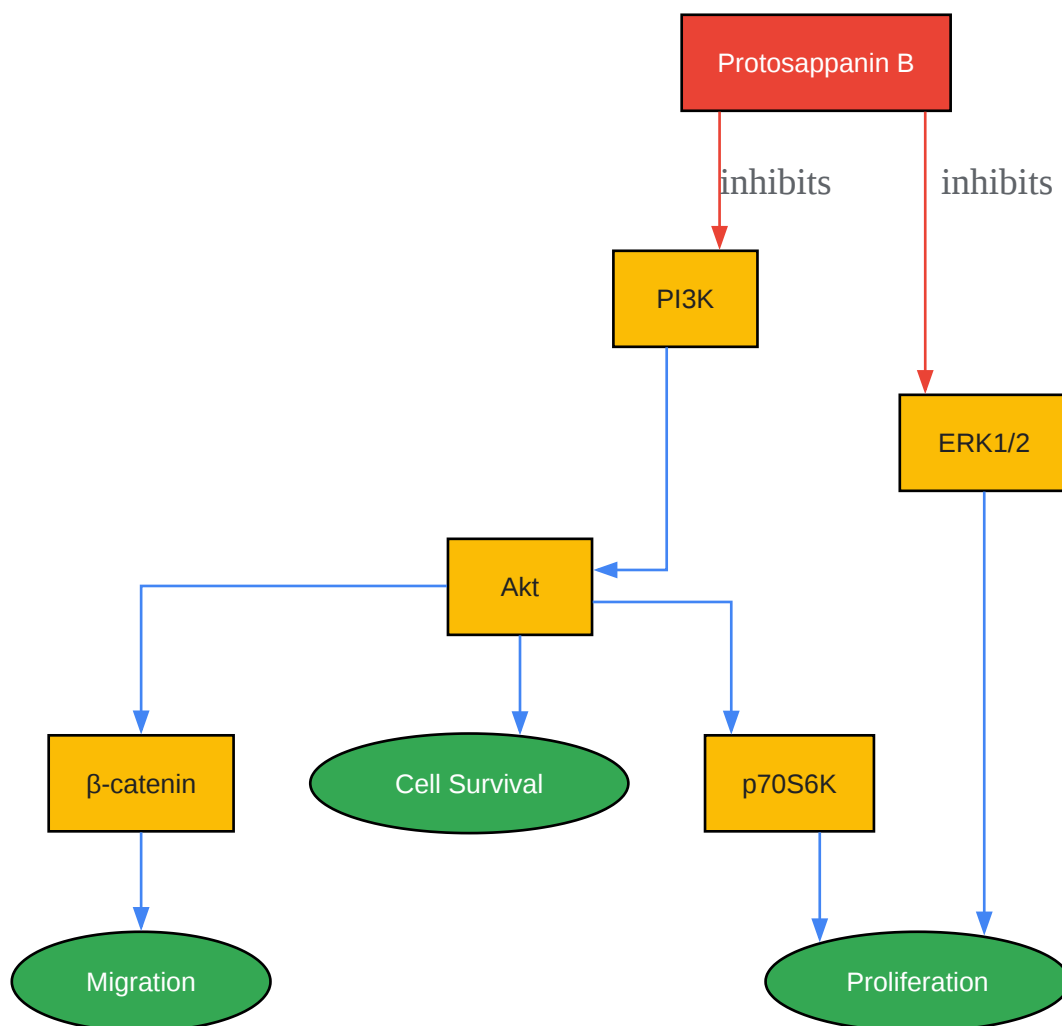 Protosappanin B
inhibits
inhibits
PI3K
ERK1/2
Akt
β-catenin
Cell Survival
p70S6K
Migration
Proliferation